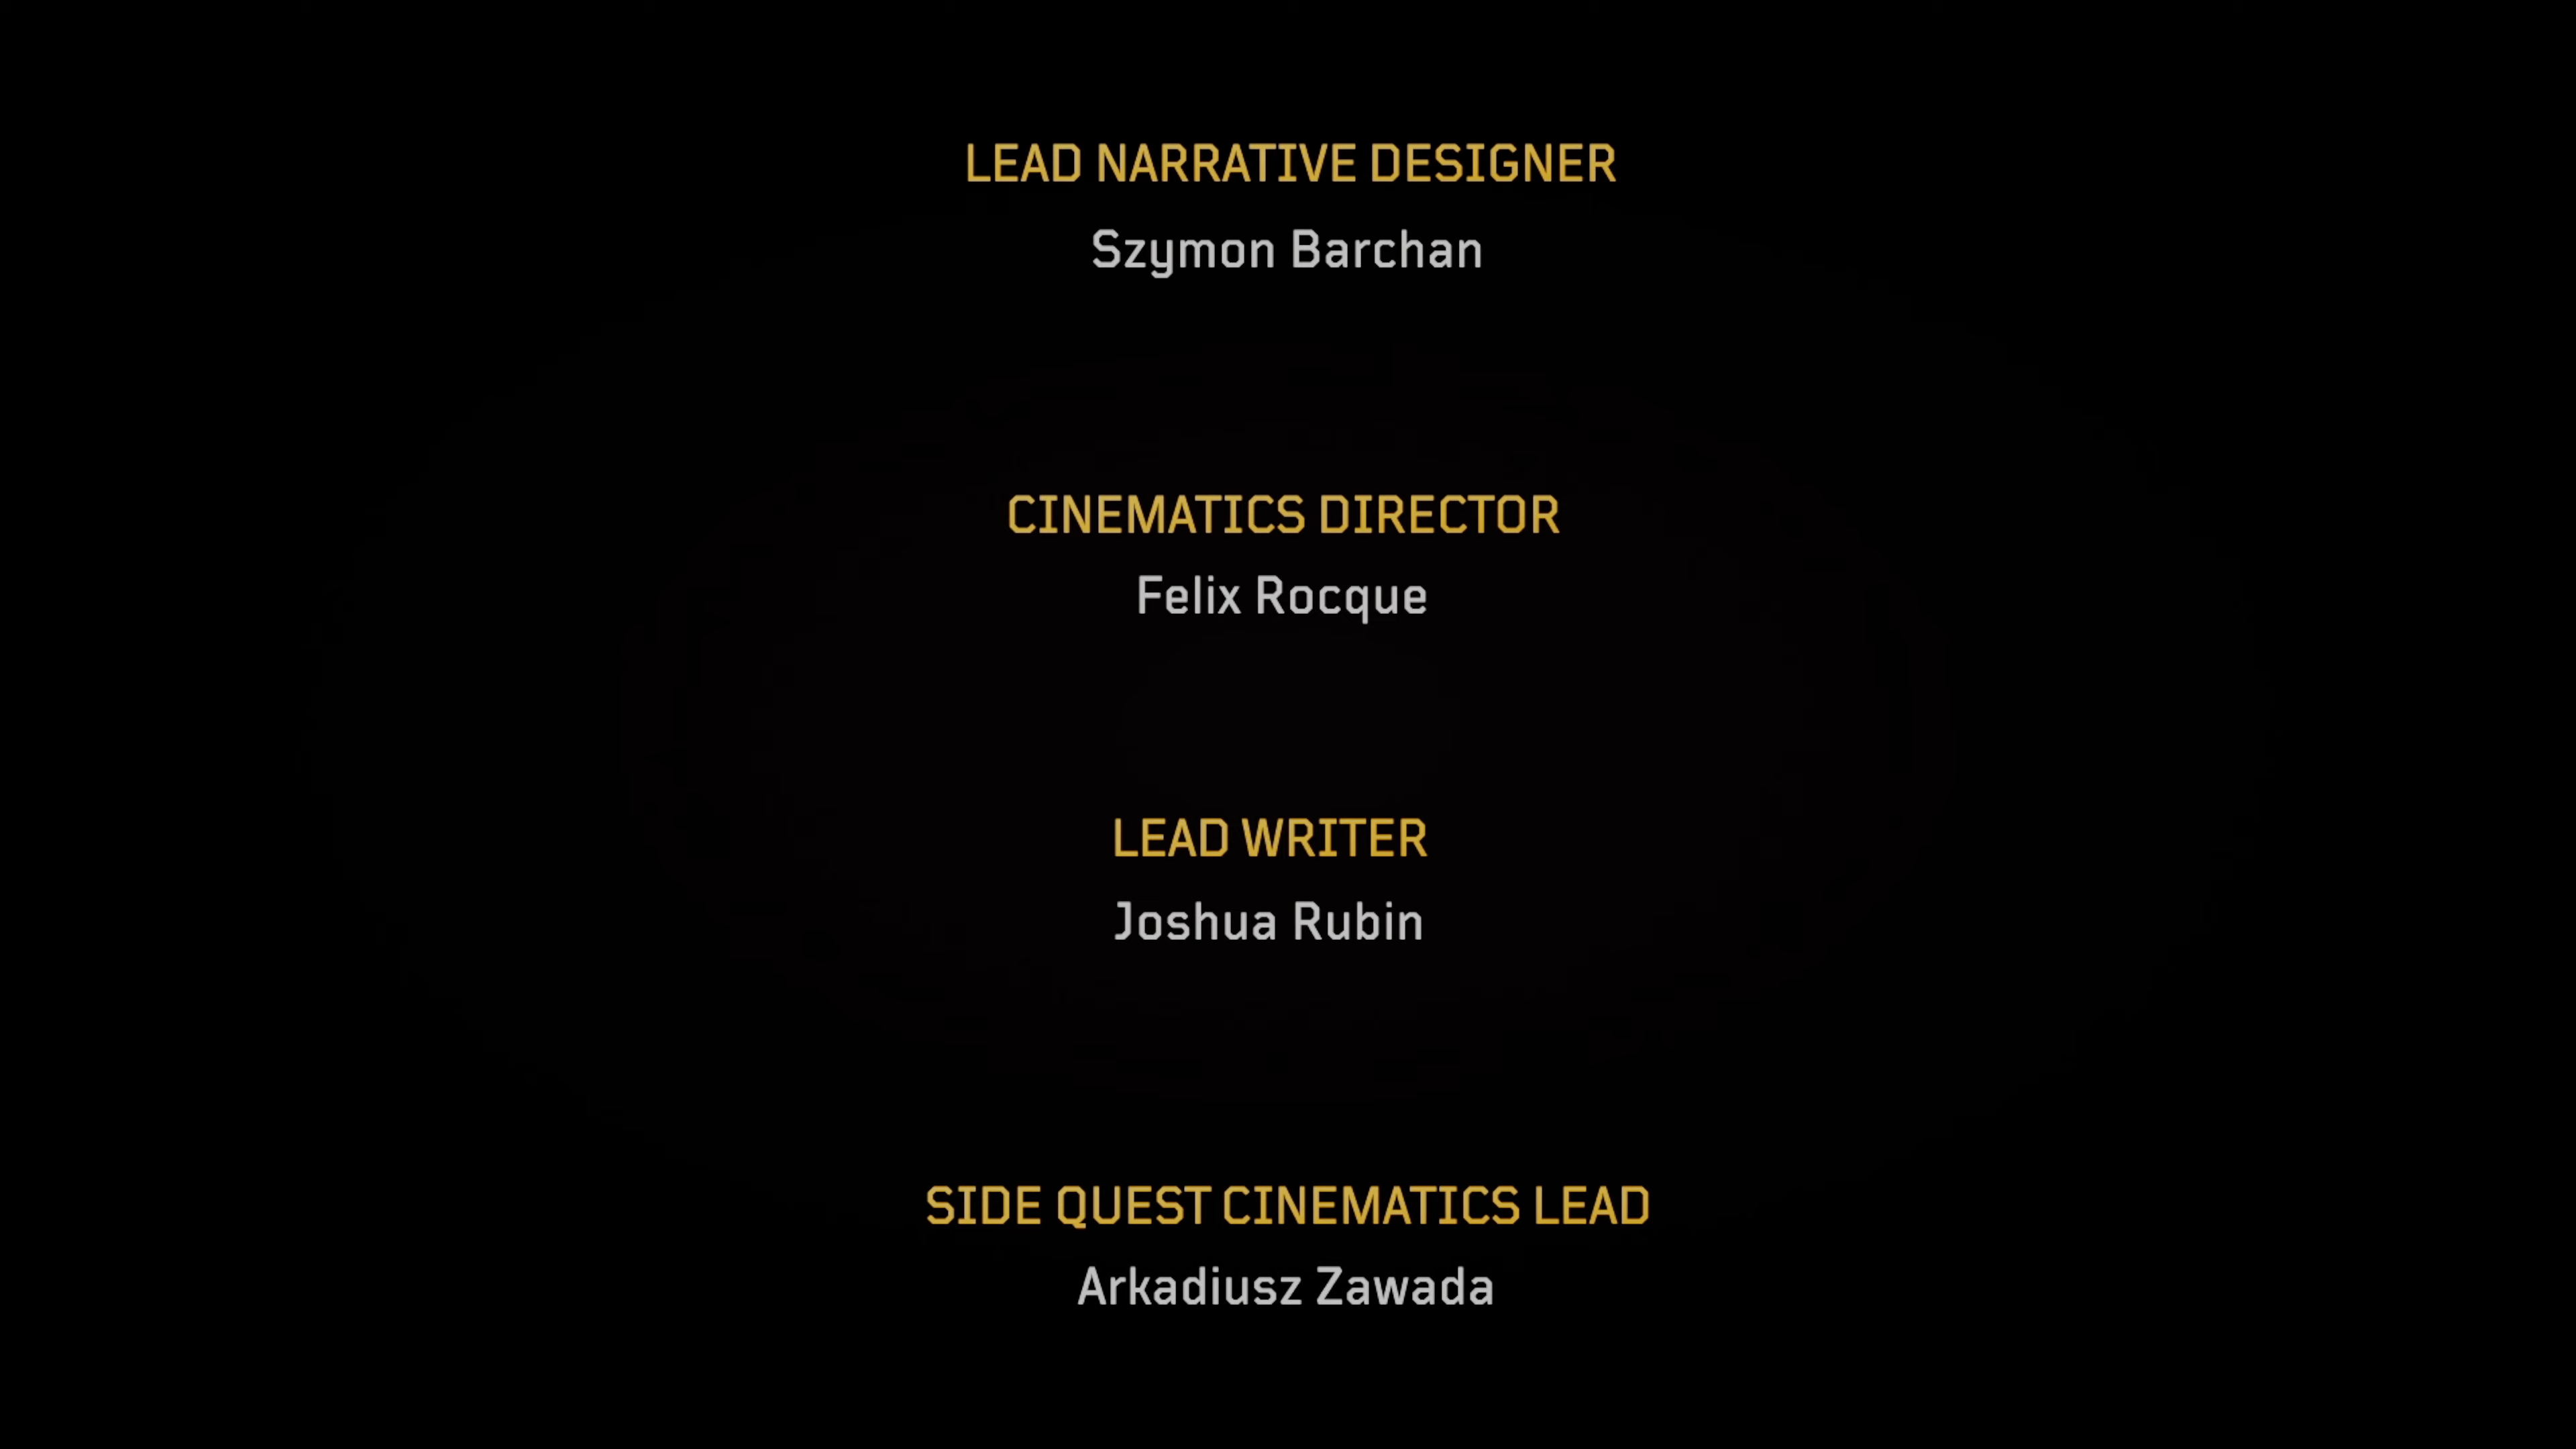 LEAD NARRATIVE DESIGNER
Szymon Barchan
CINEMATICS DIRECTOR
Felix Rocque
LEAD WRITER
Joshua Rubin
SIDE QUEST CINEMATICS LEAD
Arkadiusz Zawada